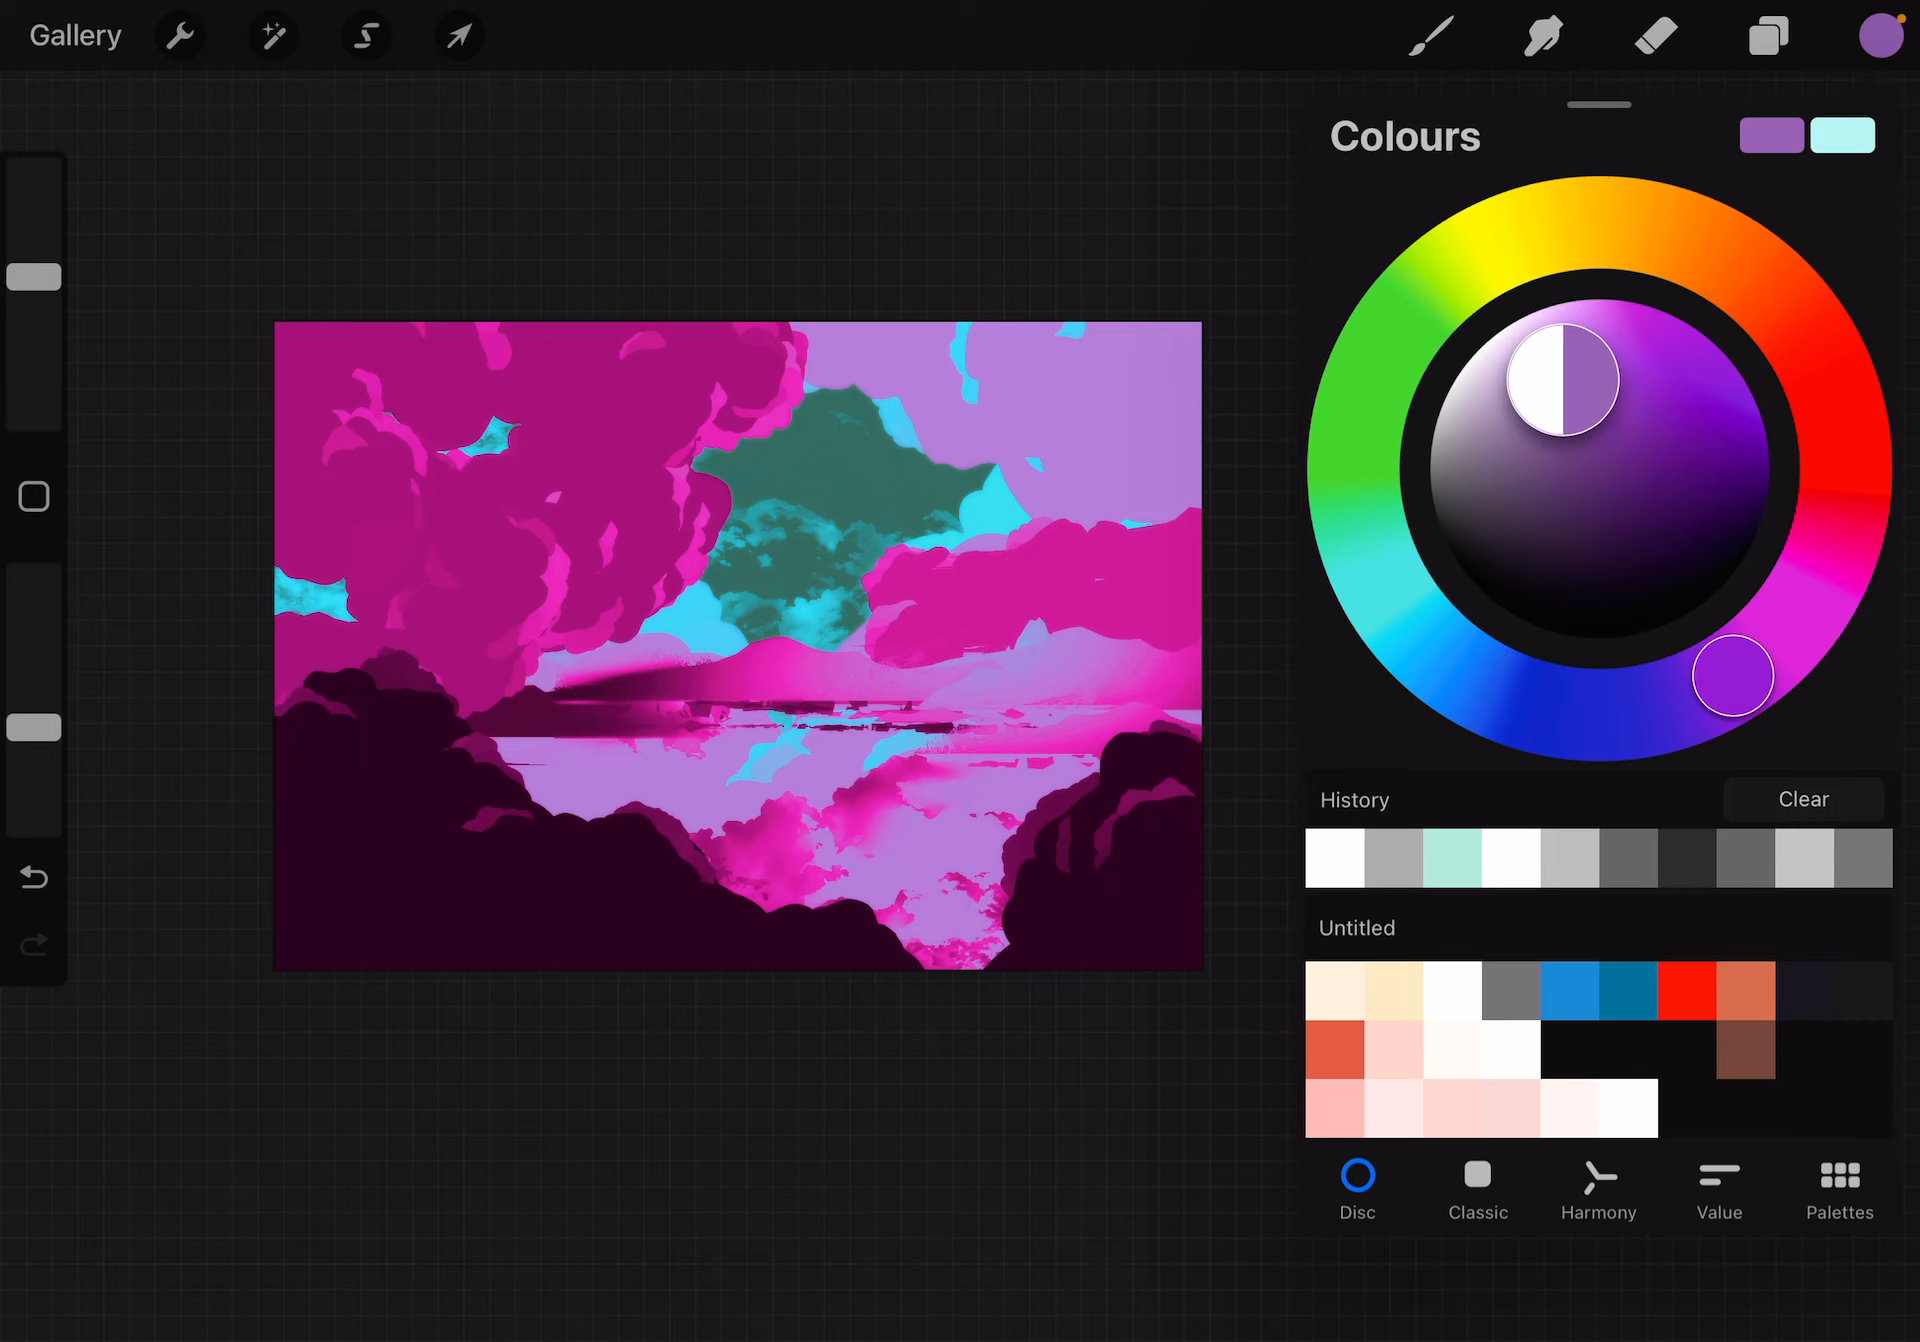 Gallery
Colours
History
Clear
Untitled
Disc
Classic
Harmony
Value
Palettes